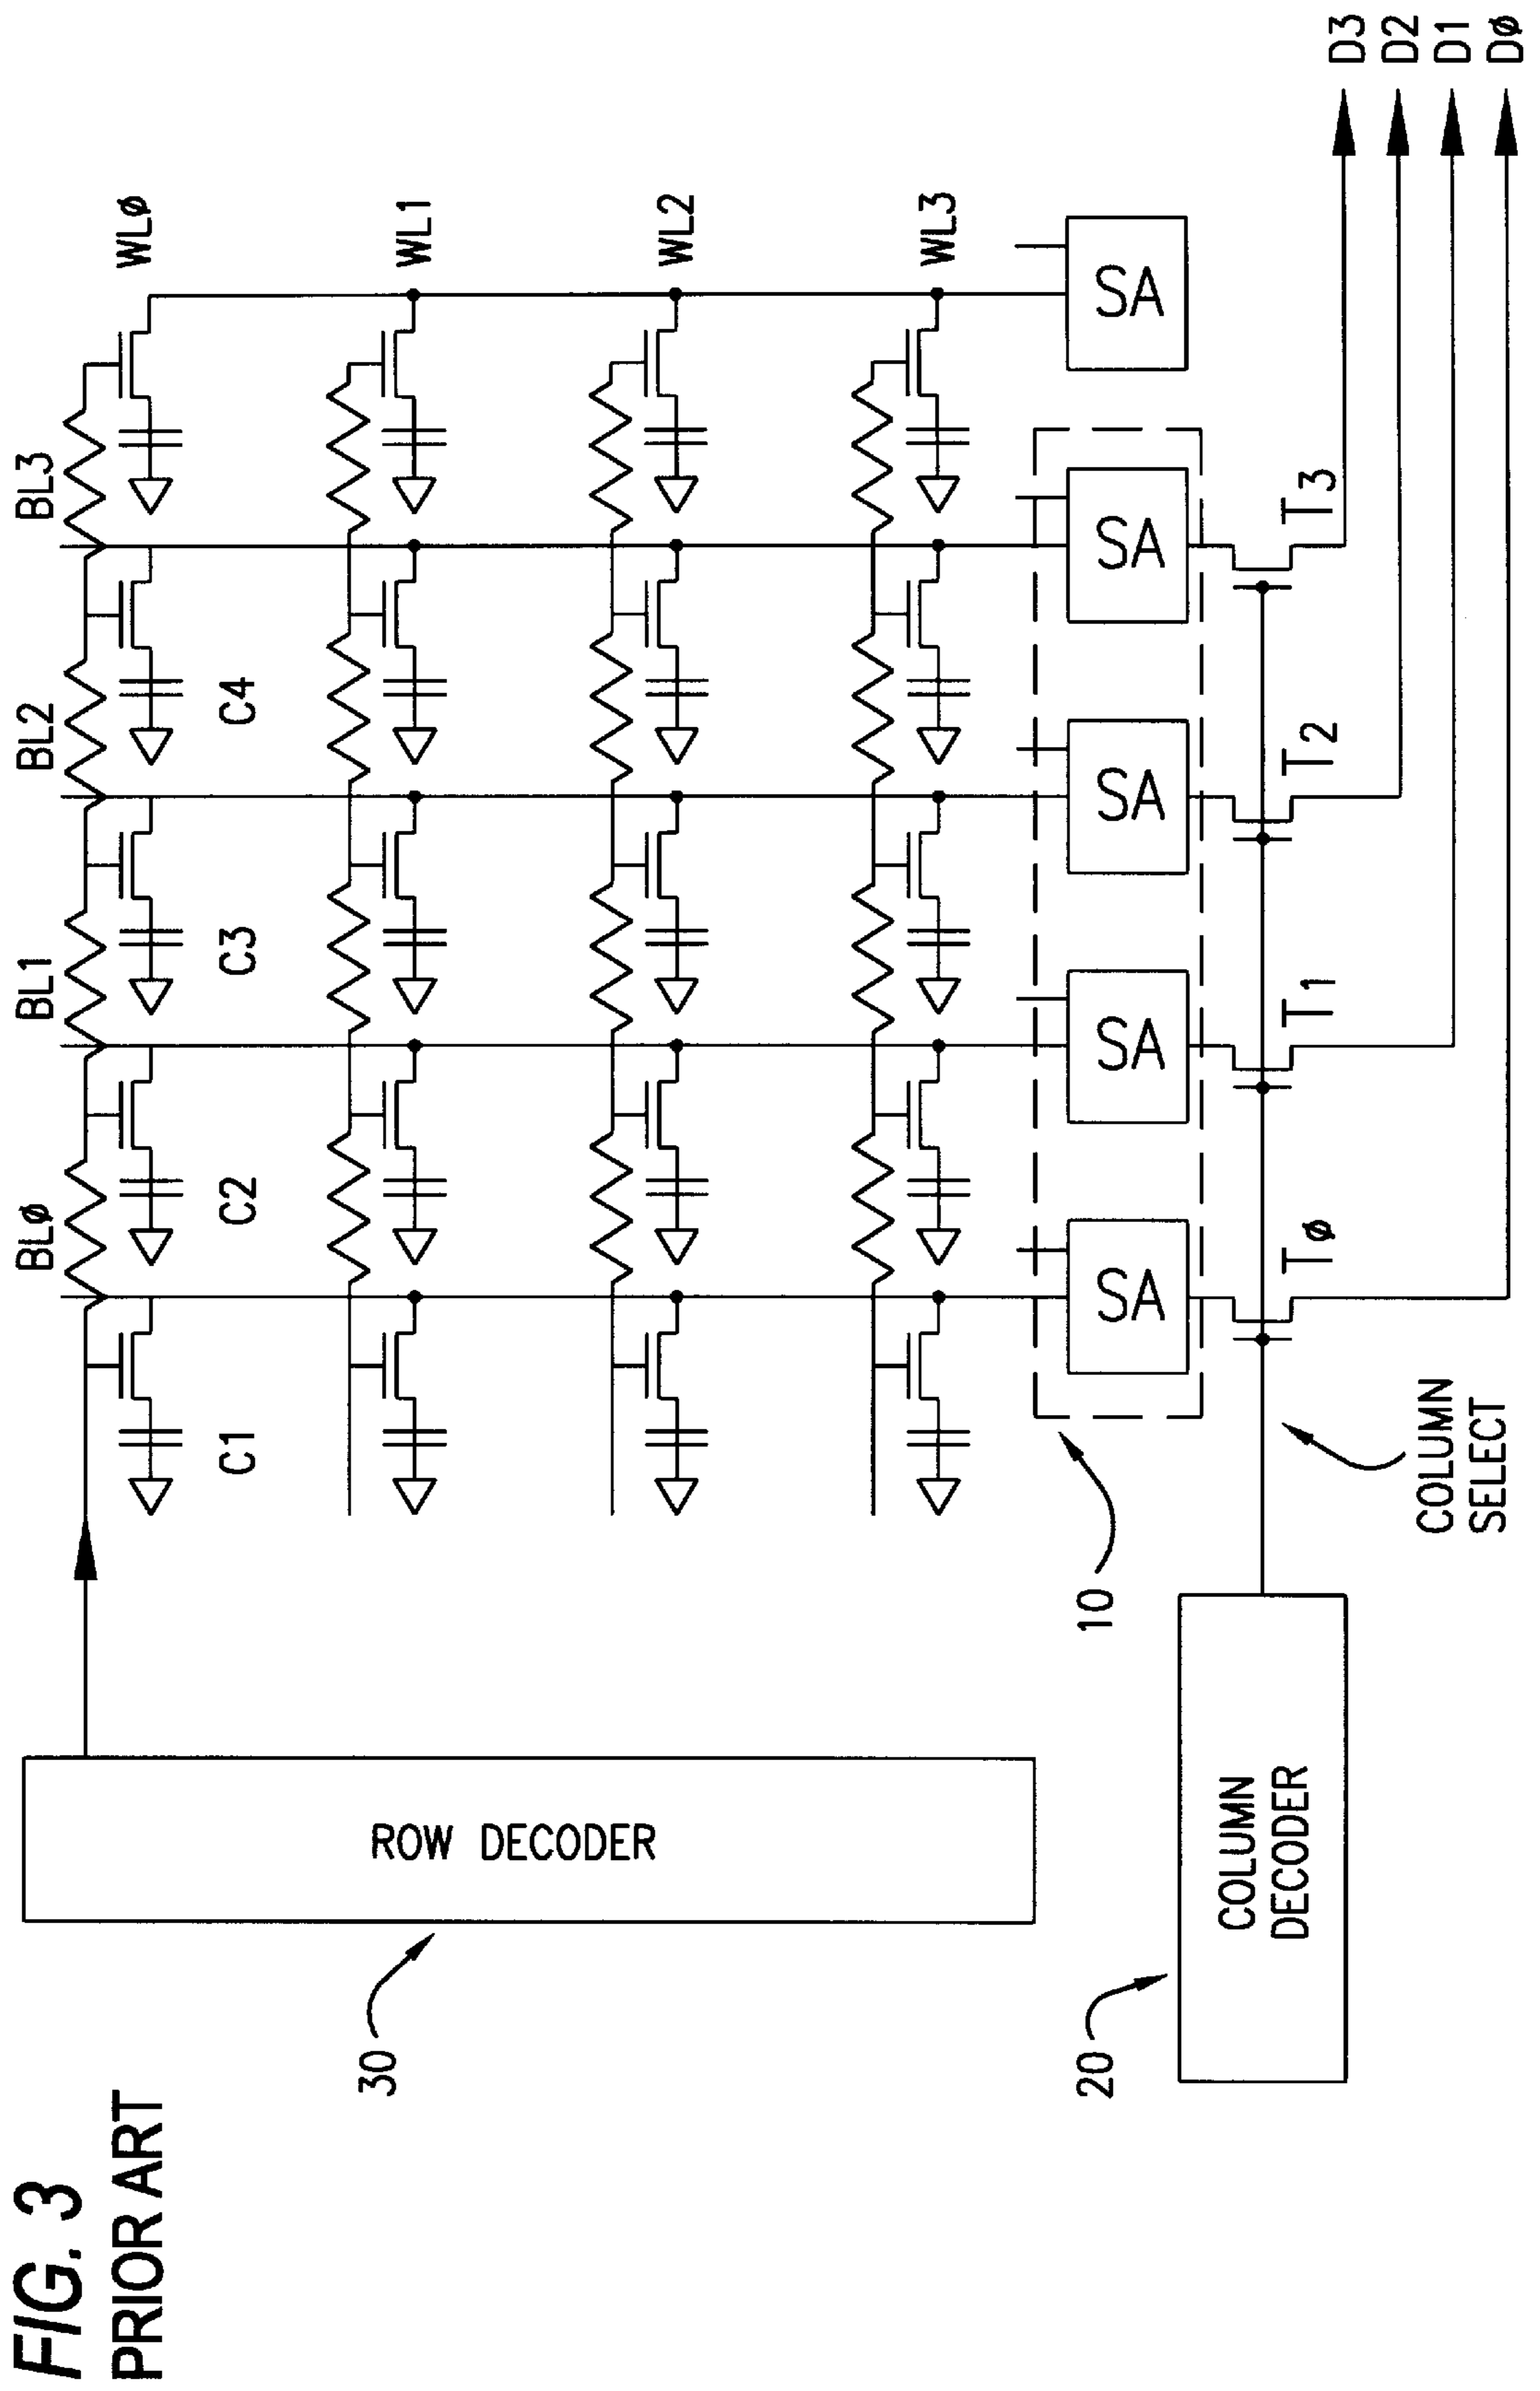 FIG. 3
PRIOR ART
30
ROW DECODER
20
COLUMN
DECODER
10
COLUMN
SELECT
BLø
BL1
BL2
BL3
C1
C2
C3
C4
WLø
WL1
WL2
WL3
SA
SA
SA
SA
SA
Tø
T1
T2
T3
D3
D2
D1
Dø